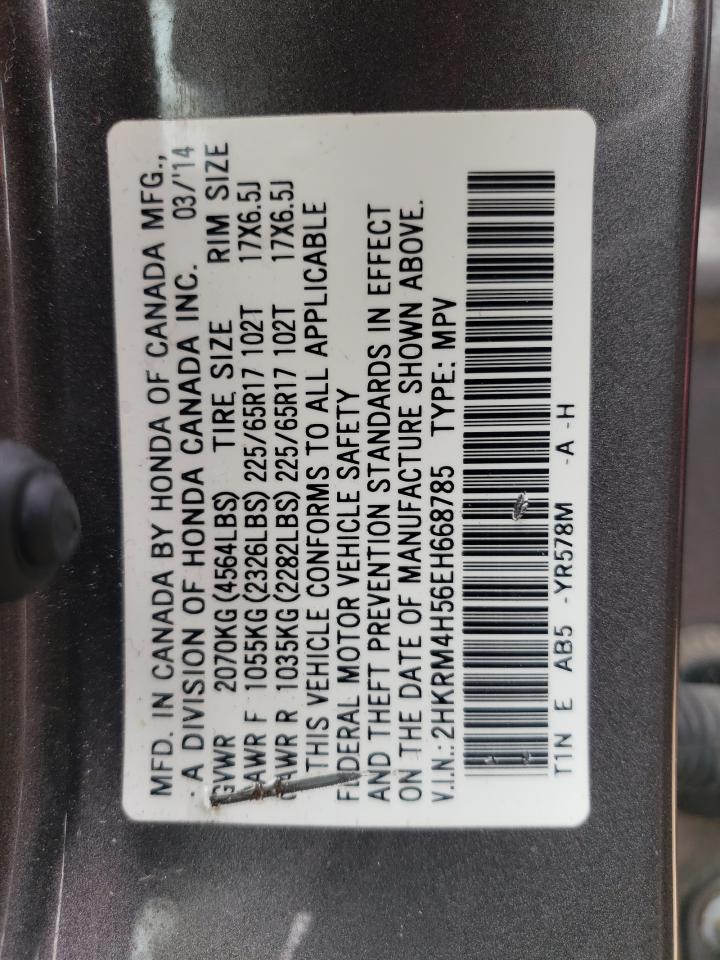 MFD. IN CANADA BY HONDA OF CANADA MFG.,
A DIVISION OF HONDA CANADA INC. 03/'14
GVWR 2070KG (4564LBS) TIRE SIZE RIM SIZE
GAWR F 1055KG (2326LBS) 225/65R17 102T 17X6.5J
GAWR R 1035KG (2282LBS) 225/65R17 102T 17X6.5J
THIS VEHICLE CONFORMS TO ALL APPLICABLE
FEDERAL MOTOR VEHICLE SAFETY
AND THEFT PREVENTION STANDARDS IN EFFECT
ON THE DATE OF MANUFACTURE SHOWN ABOVE.
V.I.N.: 2HKRM4H56EH668785 TYPE: MPV
T1N E AB5 -YR578M -A -H